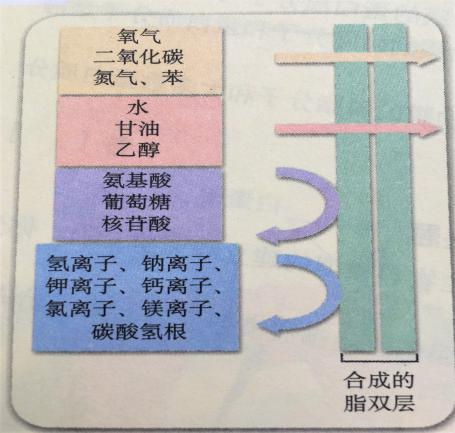 氧气
二氧化碳
氮气、苯
水
甘油
乙醇
氨基酸
葡萄糖
核苷酸
氢离子、钠离子、
钾离子、钙离子、
氯离子、镁离子、
碳酸氢根
合成的
脂双层